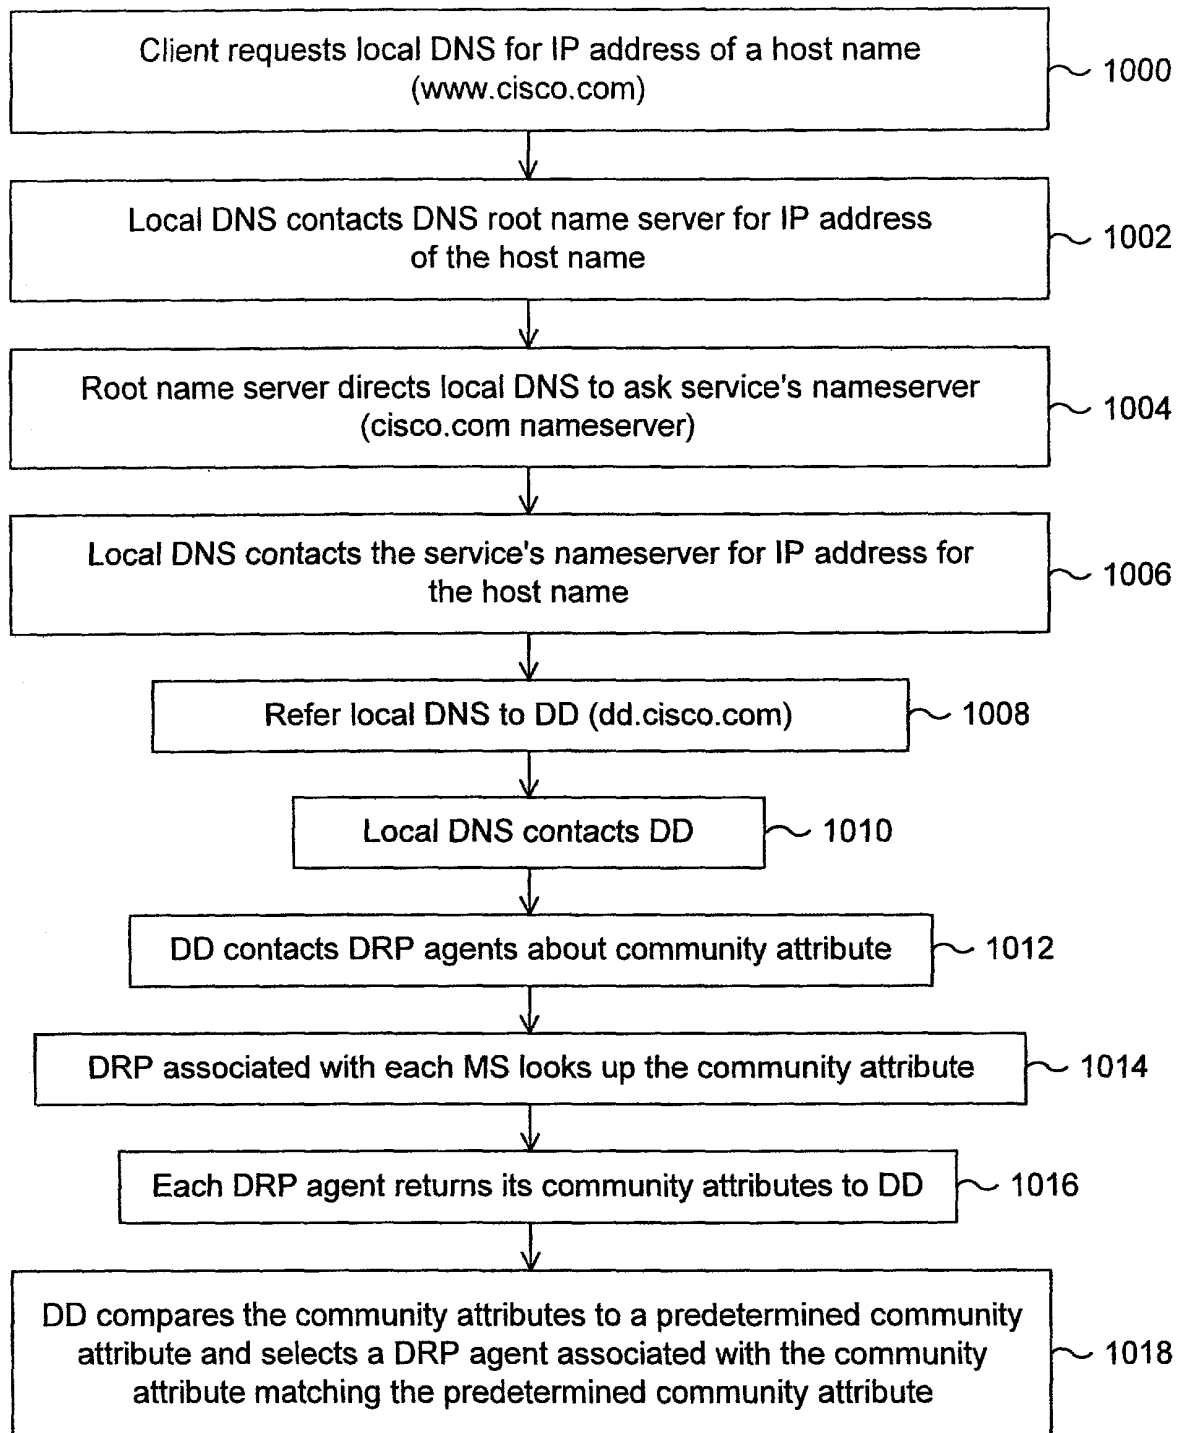 Client requests local DNS for IP address of a host name
(www.cisco.com)
1000
Local DNS contacts DNS root name server for IP address
of the host name
1002
Root name server directs local DNS to ask service's nameserver
(cisco.com nameserver)
1004
Local DNS contacts the service's nameserver for IP address for
the host name
1006
Refer local DNS to DD (dd.cisco.com)
1008
Local DNS contacts DD
1010
DD contacts DRP agents about community attribute
1012
DRP associated with each MS looks up the community attribute
1014
Each DRP agent returns its community attributes to DD
1016
DD compares the community attributes to a predetermined community
attribute and selects a DRP agent associated with the community
attribute matching the predetermined community attribute
1018